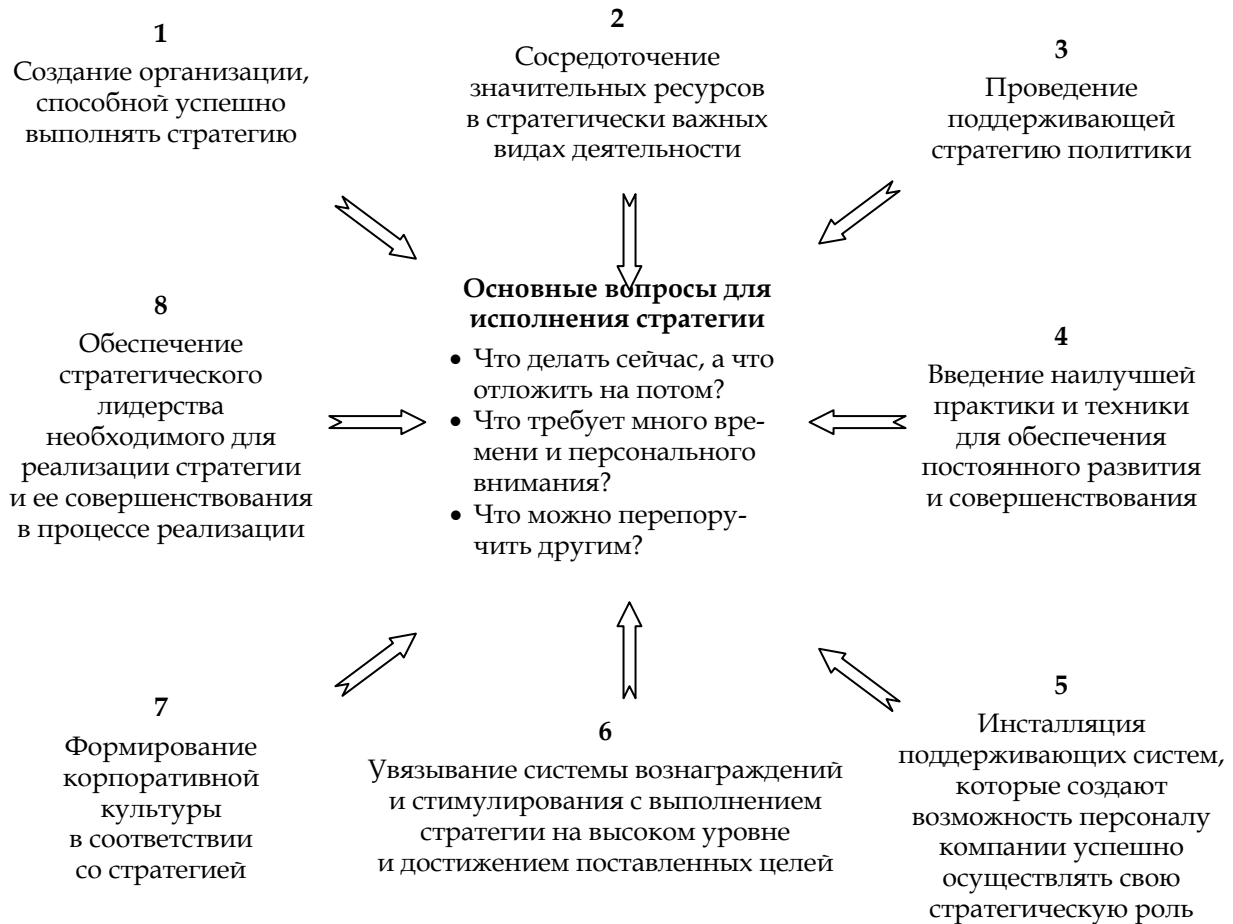 1
Создание организации,
способной успешно
выполнять стратегию
2
Сосредоточение
значительных ресурсов
в стратегически важных
видах деятельности
3
Проведение
поддерживающей
стратегию политики
8
Обеспечение
стратегического
лидерства
необходимого для
реализации стратегии
и ее совершенствования
в процессе реализации
Основные вопросы для
исполнения стратегии
• Что делать сейчас, а что
отложить на потом?
• Что требует много вре-
мени и персонального
внимания?
• Что можно перепору-
чить другим?
4
Введение наилучшей
практики и техники
для обеспечения
постоянного развития
и совершенствования
7
Формирование
корпоративной
культуры
в соответствии
со стратегией
6
Увязывание системы вознаграждений
и стимулирования с выполнением
стратегии на высоком уровне
и достижением поставленных целей
5
Инсталляция
поддерживающих систем,
которые создают
возможность персоналу
компании успешно
осуществлять свою
стратегическую роль